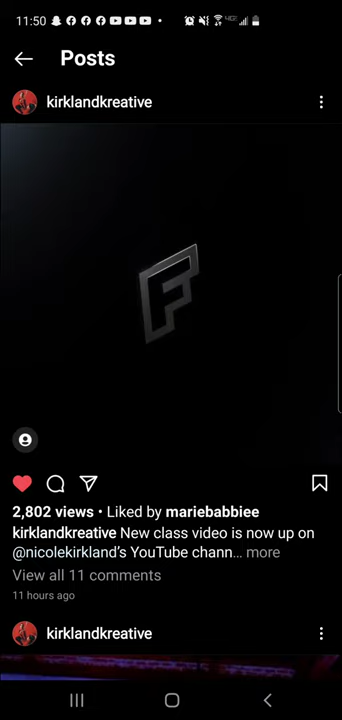 11:50
Posts
kirklandkreative
F
2,802 views • Liked by mariebabbiee
kirklandkreative New class video is now up on
@nicolekirkland's YouTube chann... more
View all 11 comments
11 hours ago
kirklandkreative